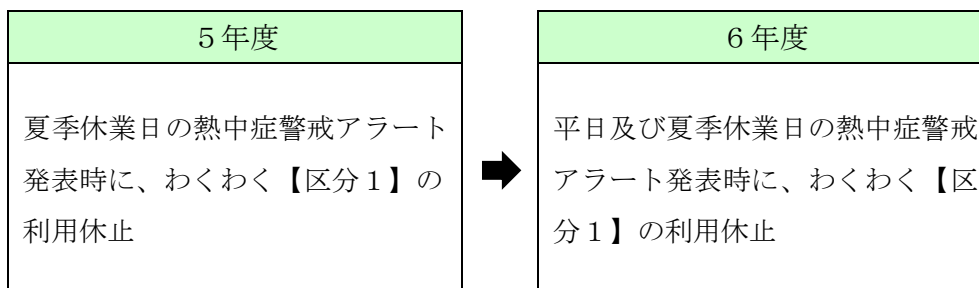 ５年度
夏季休業日の熱中症警戒アラート
発表時に、わくわく【区分１】の
利用休止
６年度
平日及び夏季休業日の熱中症警戒
アラート発表時に、わくわく【区
分１】の利用休止